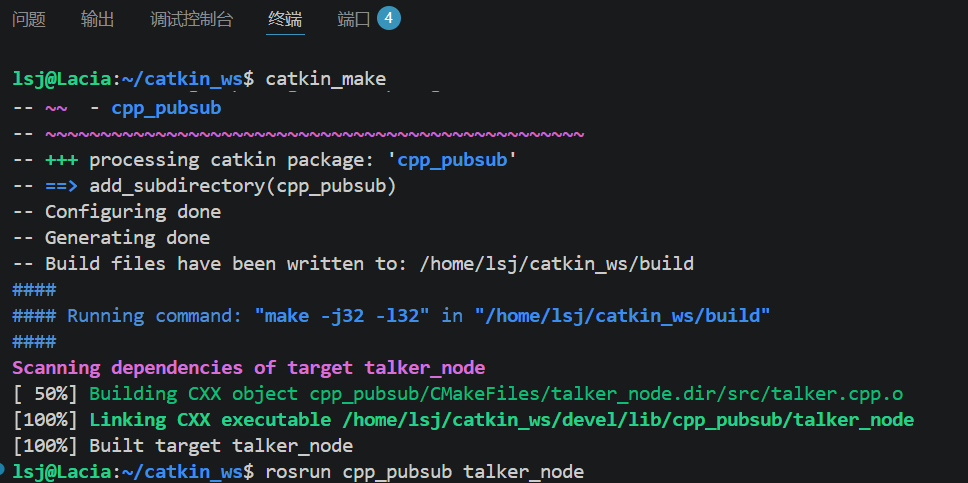 问题 输出 调试控制台 终端 端口 4
lsj@Lacia:~/catkin_ws$ catkin_make
-- ~~  - cpp_pubsub
-- ~~~~~~~~~~~~~~~~~~~~~~~~~~~~~~~~~~~~~~~~~~~~~~~~~
-- +++ processing catkin package: 'cpp_pubsub'
-- ==> add_subdirectory(cpp_pubsub)
-- Configuring done
-- Generating done
-- Build files have been written to: /home/lsj/catkin_ws/build
####
#### Running command: "make -j32 -l32" in "/home/lsj/catkin_ws/build"
####
Scanning dependencies of target talker_node
[ 50%] Building CXX object cpp_pubsub/CMakeFiles/talker_node.dir/src/talker.cpp.o
[100%] Linking CXX executable /home/lsj/catkin_ws/devel/lib/cpp_pubsub/talker_node
[100%] Built target talker_node
lsj@Lacia:~/catkin_ws$ rosrun cpp_pubsub talker_node